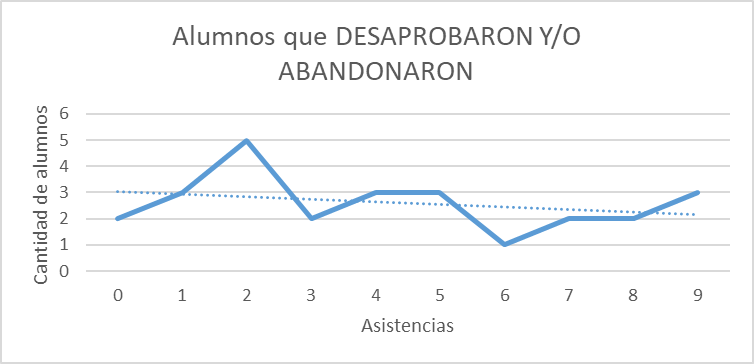 Alumnos que DESAPROBARON Y/O
ABANDONARON
Cantidad de alumnos
6
5
4
3
2
1
0
0 1 2 3 4 5 6 7 8 9
Asistencias